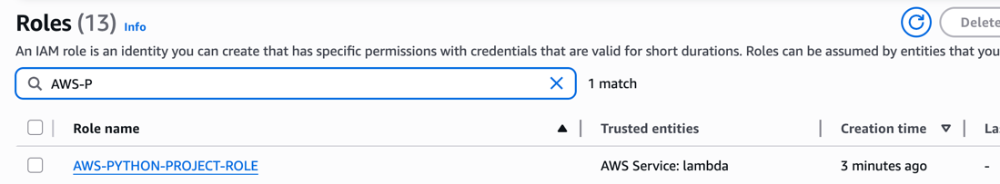 Roles (13) Info
Delete
An IAM role is an identity you can create that has specific permissions with credentials that are valid for short durations. Roles can be assumed by entities that you
AWS-P 1 match
Role name Trusted entities Creation time La
AWS-PYTHON-PROJECT-ROLE AWS Service: lambda 3 minutes ago -